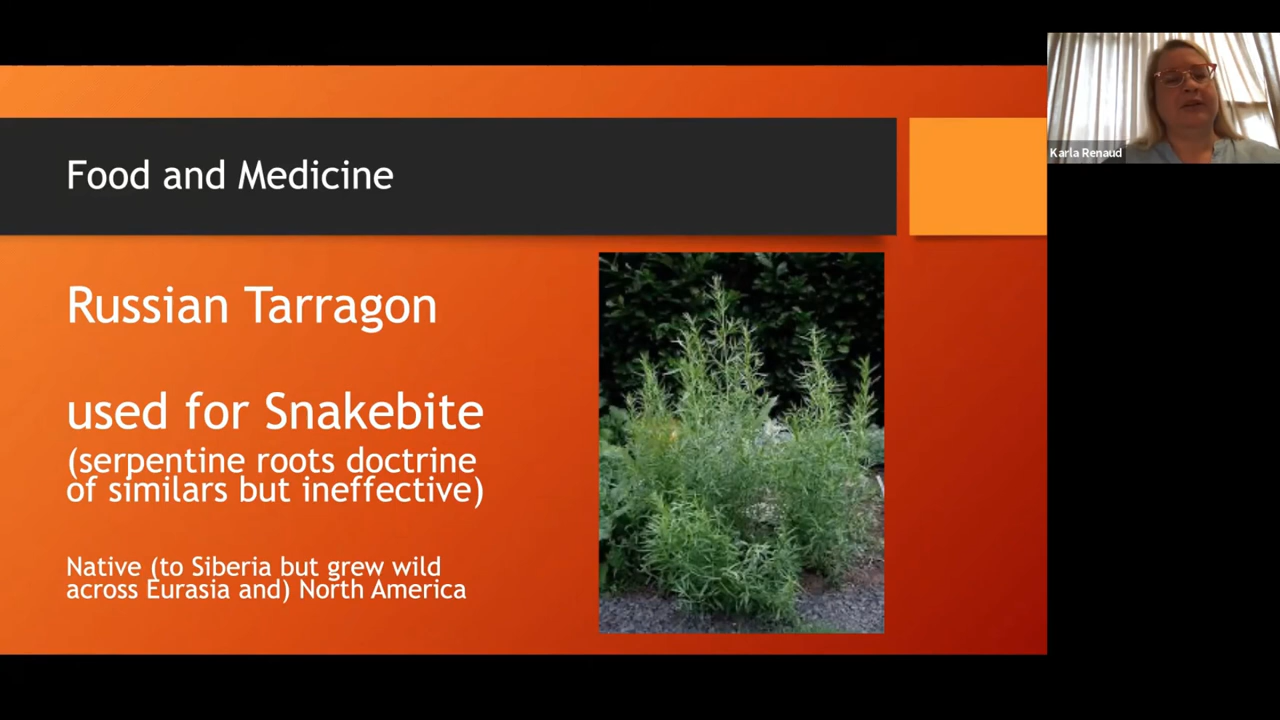 Food and Medicine
Russian Tarragon
used for Snakebite
(serpentine roots doctrine
of similars but ineffective)
Native (to Siberia but grew wild
across Eurasia and) North America
Karla Renaud